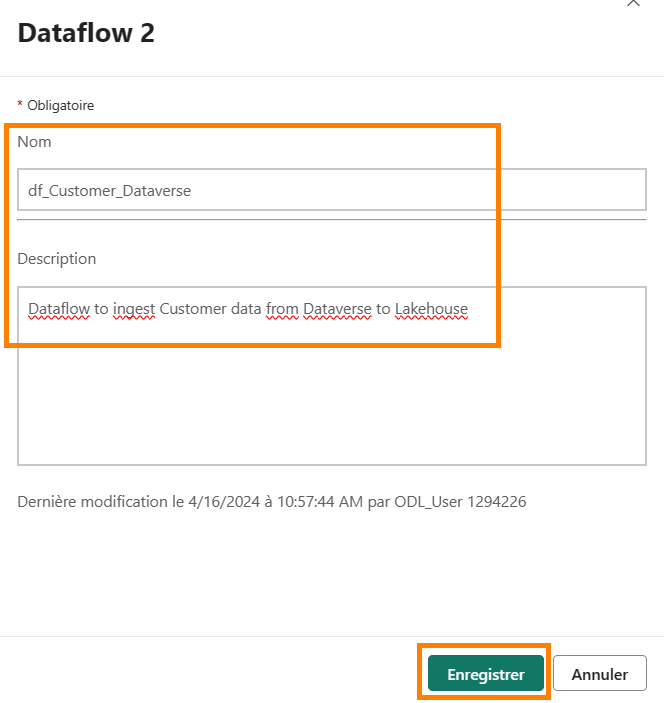 Dataflow 2
* Obligatoire
Nom
df_Customer_Dataverse
Description
Dataflow to ingest Customer data from Dataverse to Lakehouse
Dernière modification le 4/16/2024 à 10:57:44 AM par ODL_User 1294226
Enregistrer
Annuler